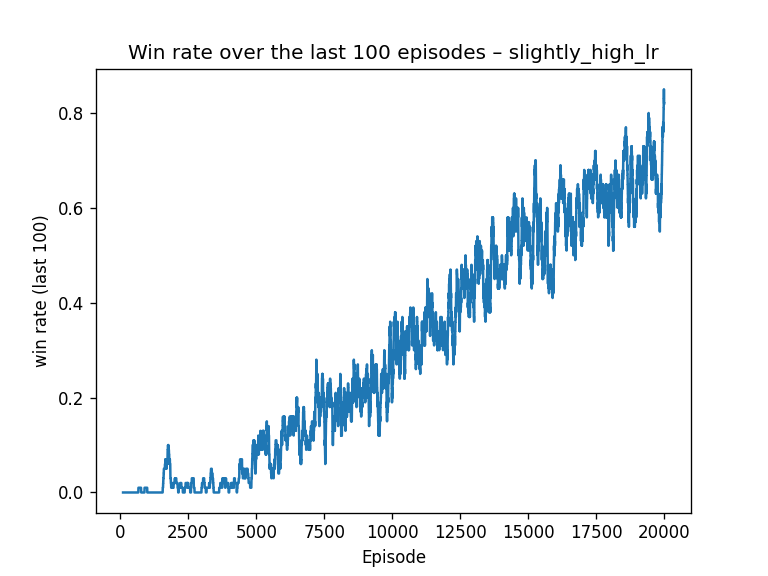 Win rate over the last 100 episodes – slightly_high_lr
0.8
0.6
0.4
0.2
0.0
win rate (last 100)
0 2500 5000 7500 10000 12500 15000 17500 20000
Episode